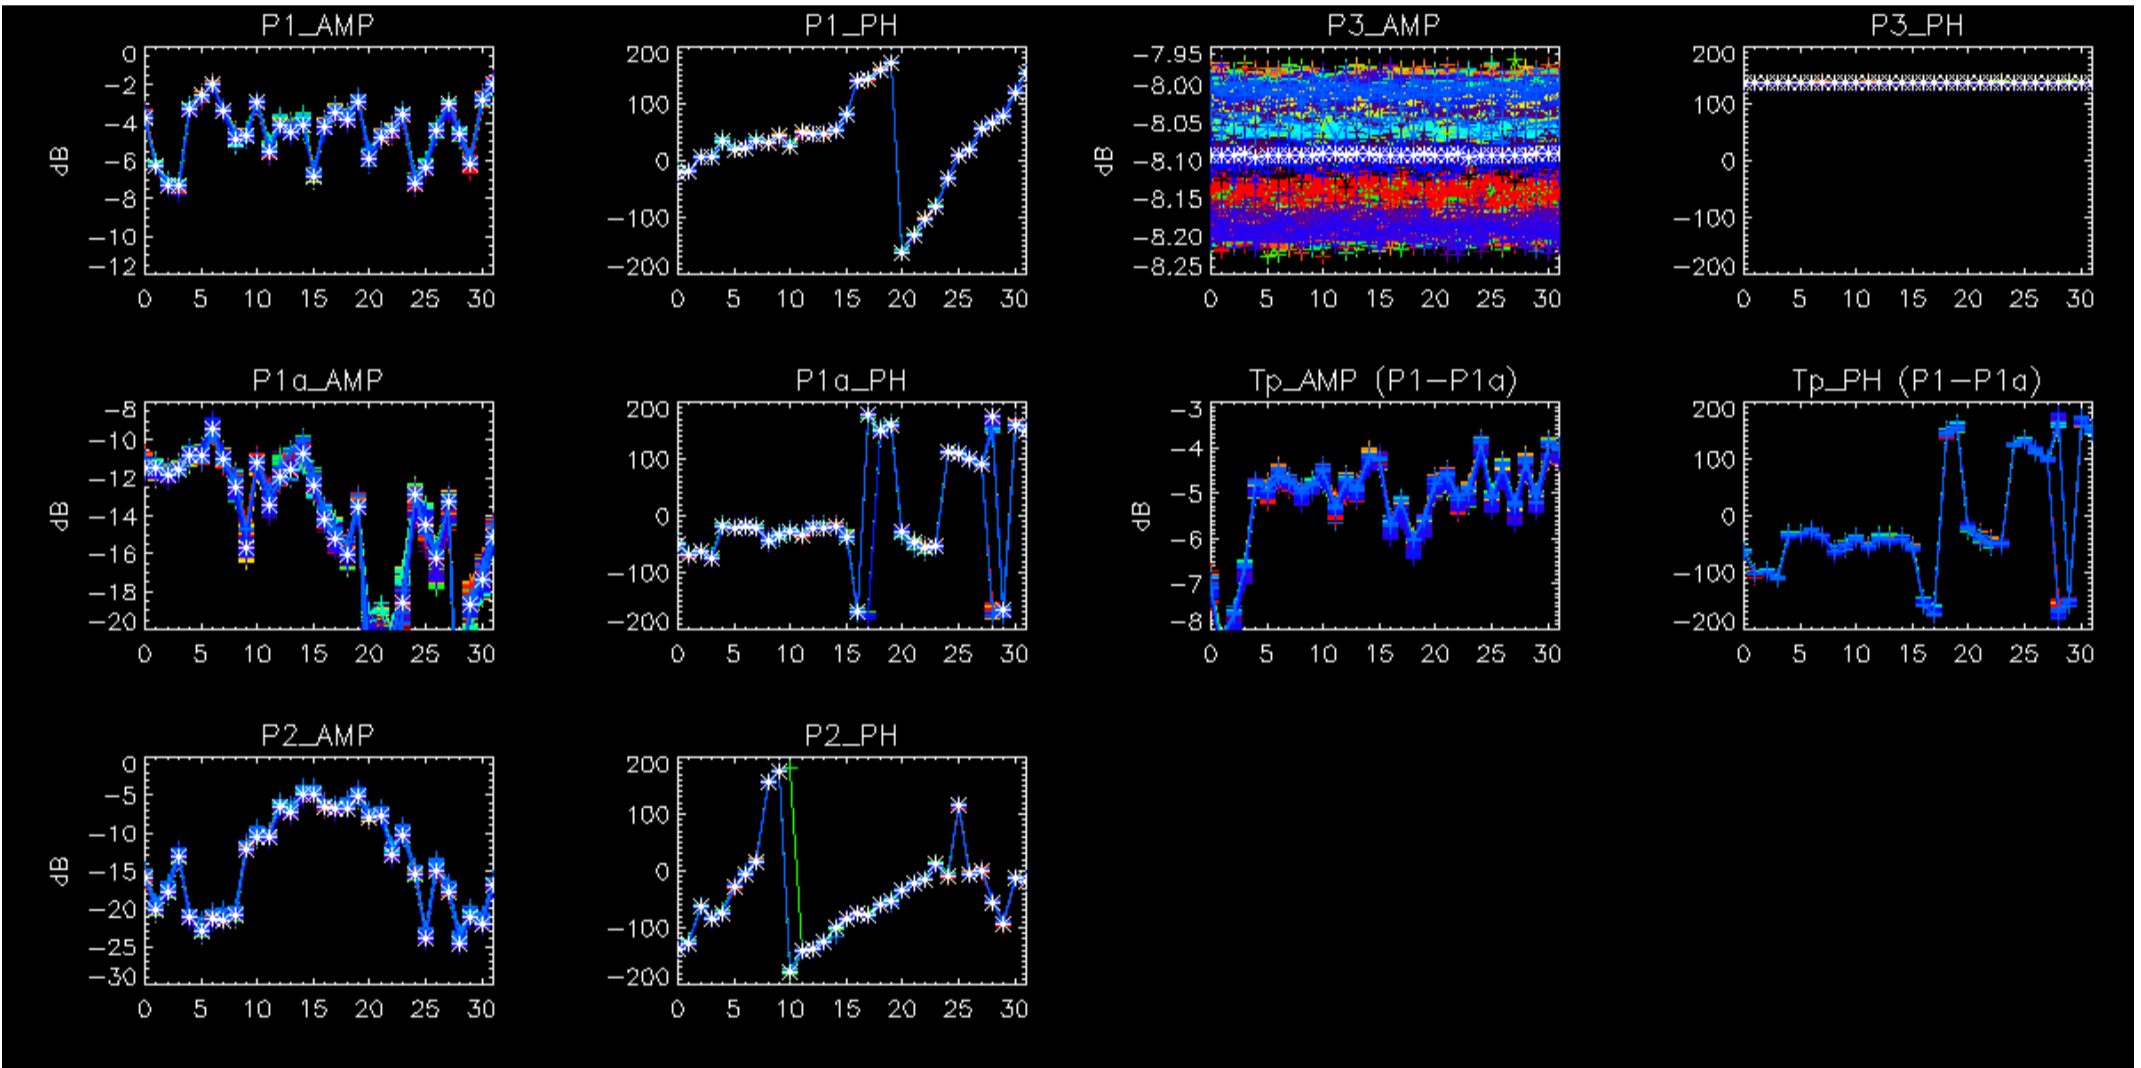 P1_AMP
dB
0
−2
−4
−6
−8
−10
−12
0 5 10 15 20 25 30
P1_PH
200
100
0
−100
−200
0 5 10 15 20 25 30
P3_AMP
dB
−7.95
−8.00
−8.05
−8.10
−8.15
−8.20
−8.25
0 5 10 15 20 25 30
P3_PH
200
100
0
−100
−200
0 5 10 15 20 25 30
P1a_AMP
dB
−8
−10
−12
−14
−16
−18
−20
0 5 10 15 20 25 30
P1a_PH
200
100
0
−100
−200
0 5 10 15 20 25 30
Tp_AMP (P1−P1a)
dB
−3
−4
−5
−6
−7
−8
0 5 10 15 20 25 30
Tp_PH (P1−P1a)
200
100
0
−100
−200
0 5 10 15 20 25 30
P2_AMP
dB
0
−5
−10
−15
−20
−25
−30
0 5 10 15 20 25 30
P2_PH
200
100
0
−100
−200
0 5 10 15 20 25 30